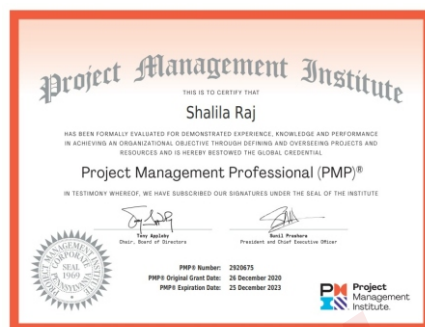 Project Management Institute
THIS IS TO CERTIFY THAT
Shalila Raj
HAS BEEN FORMALLY EVALUATED FOR DEMONSTRATED EXPERIENCE, KNOWLEDGE AND PERFORMANCE
IN ACHIEVING AN ORGANIZATIONAL OBJECTIVE THROUGH DEFINING AND OVERSEEING PROJECTS AND
RESOURCES AND IS HEREBY BESTOWED THE GLOBAL CREDENTIAL
Project Management Professional (PMP)®
IN TESTIMONY WHEREOF, WE HAVE SUBSCRIBED OUR SIGNATURES UNDER THE SEAL OF THE INSTITUTE
Tony Appleby
Chair, Board of Directors
Sunil Prashara
President and Chief Executive Officer
PROJECT MANAGEMENT INSTITUTE
CORPORATE
SEAL
1969
PENNSYLVANIA
PMP® Number: 2920675
PMP® Original Grant Date: 26 December 2020
PMP® Expiration Date: 25 December 2023
Project
Management
Institute.